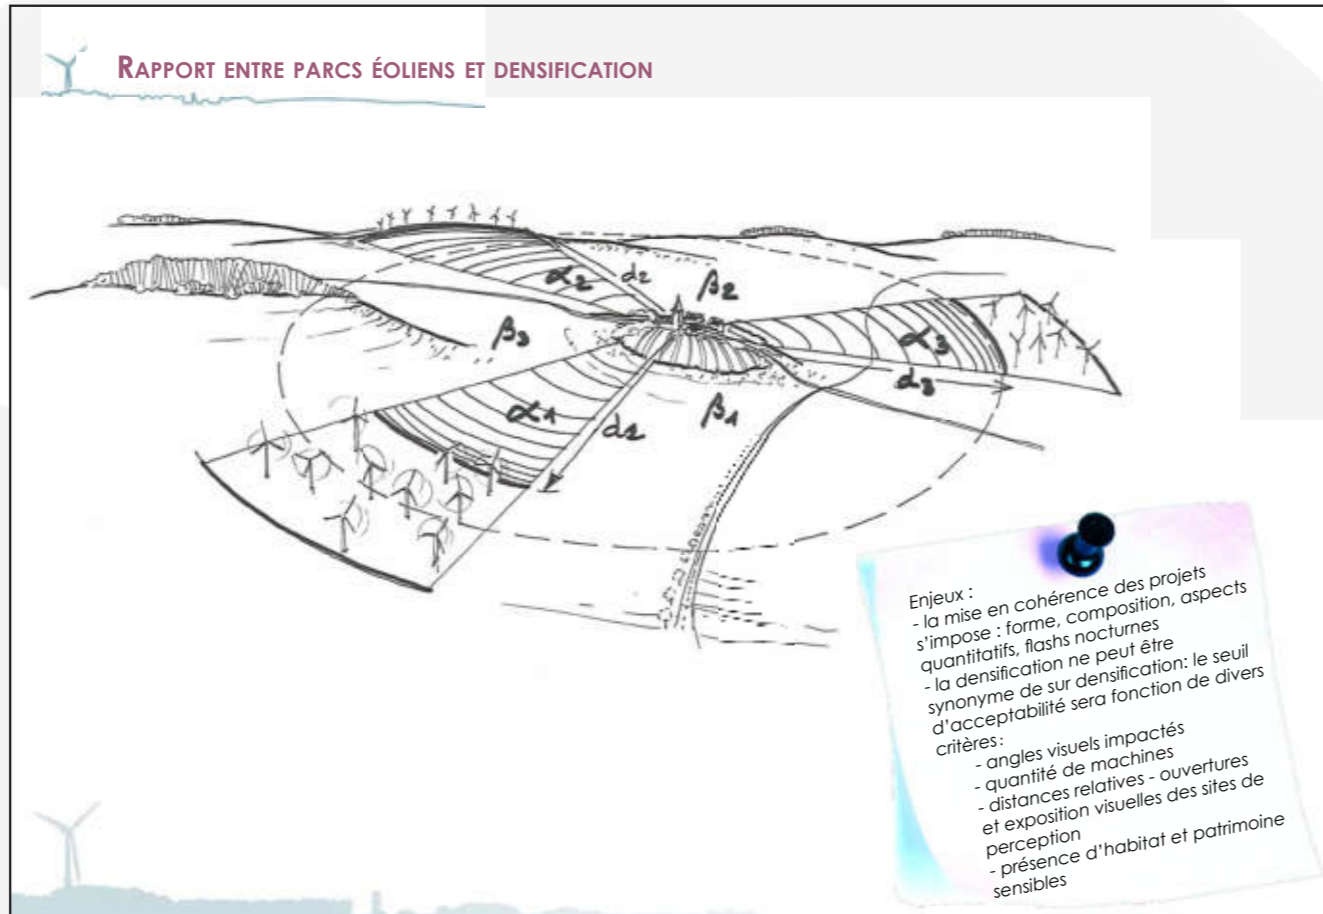 RAPPORT ENTRE PARCS ÉOLIENS ET DENSIFICATION
α2
d2
β2
β3
α3
d3
α1
d1
β1
Enjeux :
- la mise en cohérence des projets
s'impose : forme, composition, aspects
quantitatifs, flashs nocturnes
- la densification ne peut être
synonyme de sur densification: le seuil
d'acceptabilité sera fonction de divers
critères:
- angles visuels impactés
- quantité de machines
- distances relatives - ouvertures
et exposition visuelles des sites de
perception
- présence d'habitat et patrimoine
sensibles